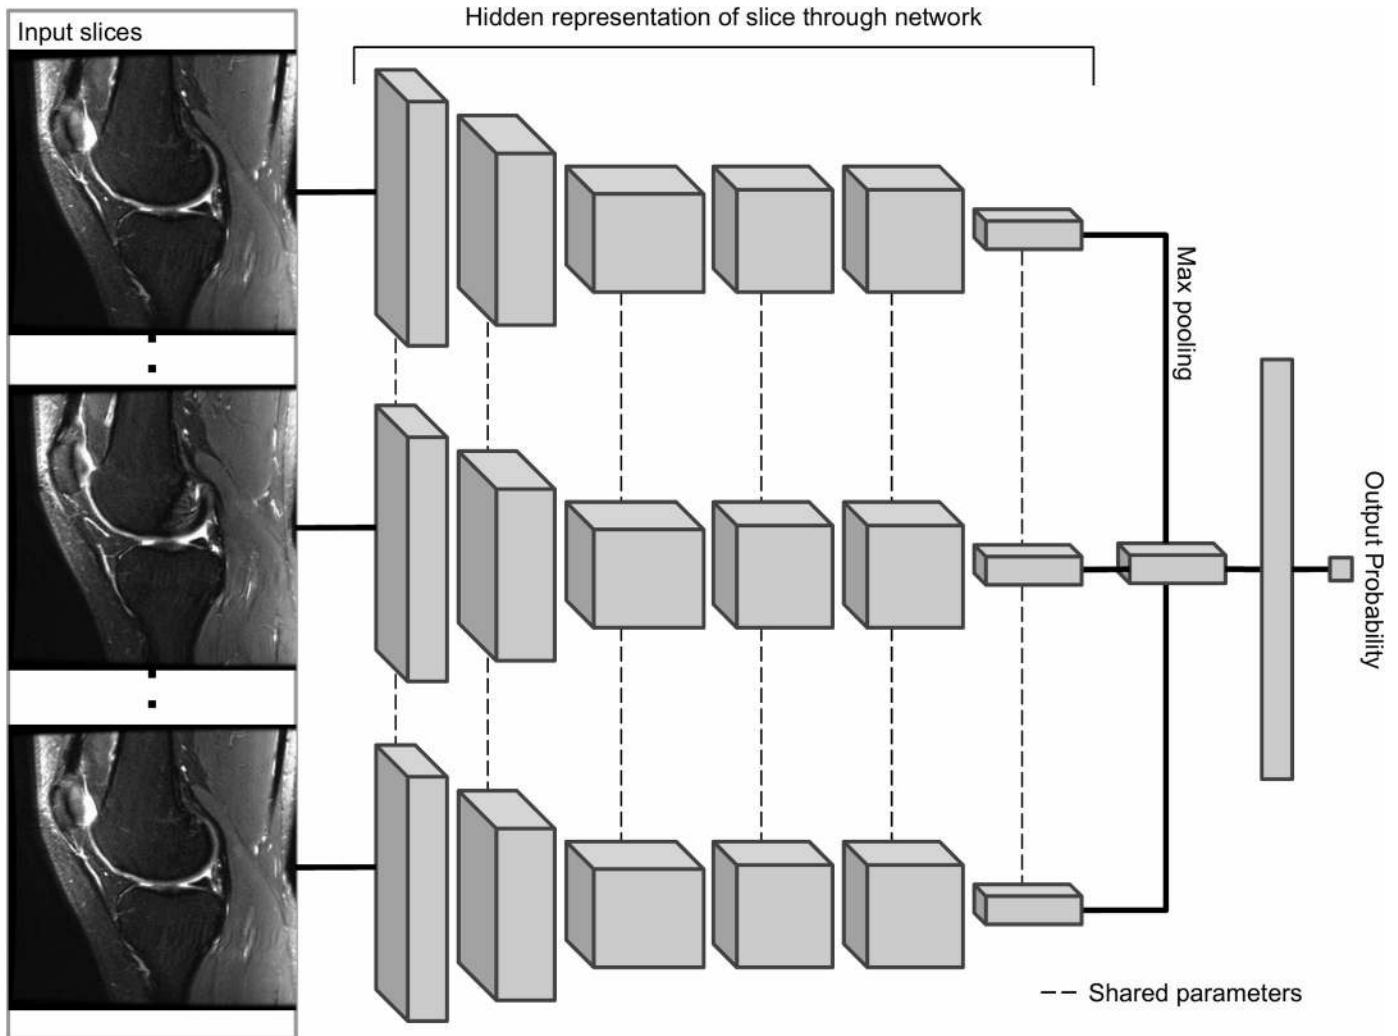 Hidden representation of slice through network
Input slices
Max pooling
Output Probability
Shared parameters